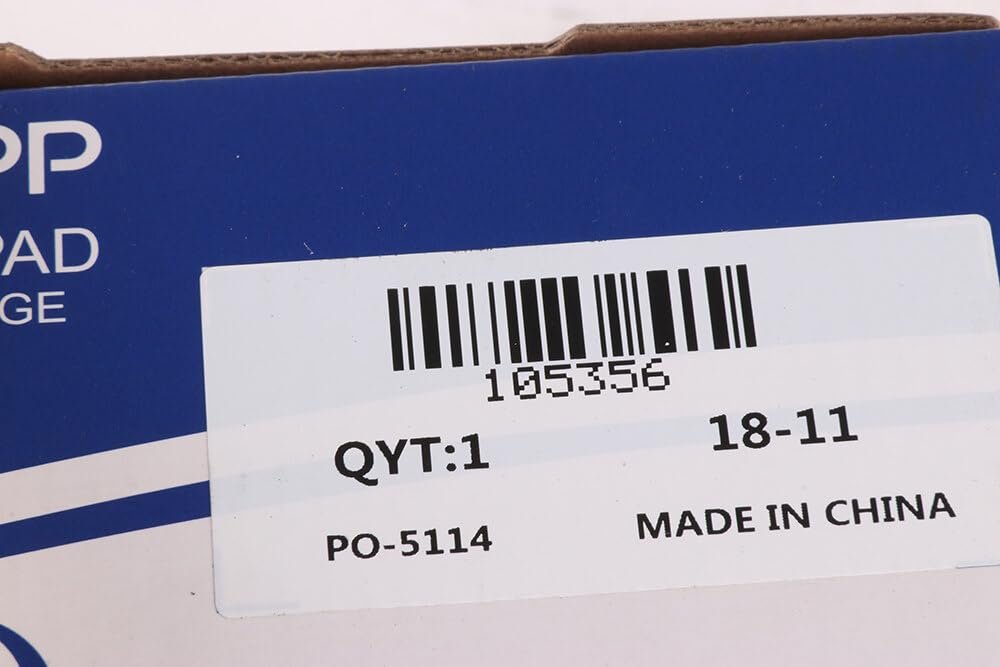 PP
PAD
GE
105356
QYT:1
18-11
PO-5114
MADE IN CHINA